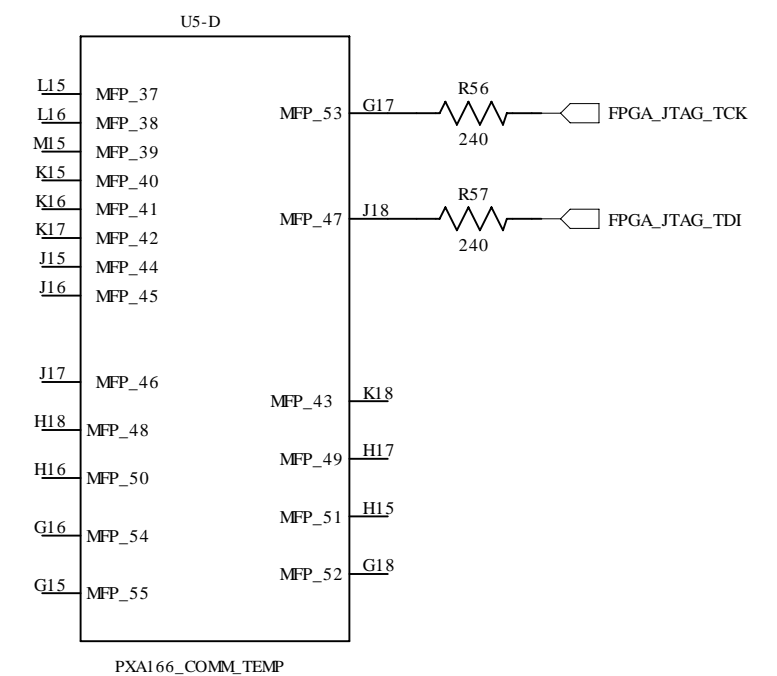 U5-D
L15 MFP_37
L16 MFP_38
M15 MFP_39
K15 MFP_40
K16 MFP_41
K17 MFP_42
J15 MFP_44
J16 MFP_45
J17 MFP_46
H18 MFP_48
H16 MFP_50
G16 MFP_54
G15 MFP_55
R56
MFP_53 G17 FPGA_JTAG_TCK
240
R57
MFP_47 J18 FPGA_JTAG_TDI
240
MFP_43 K18
MFP_49 H17
MFP_51 H15
MFP_52 G18
PXA166_COMM_TEMP